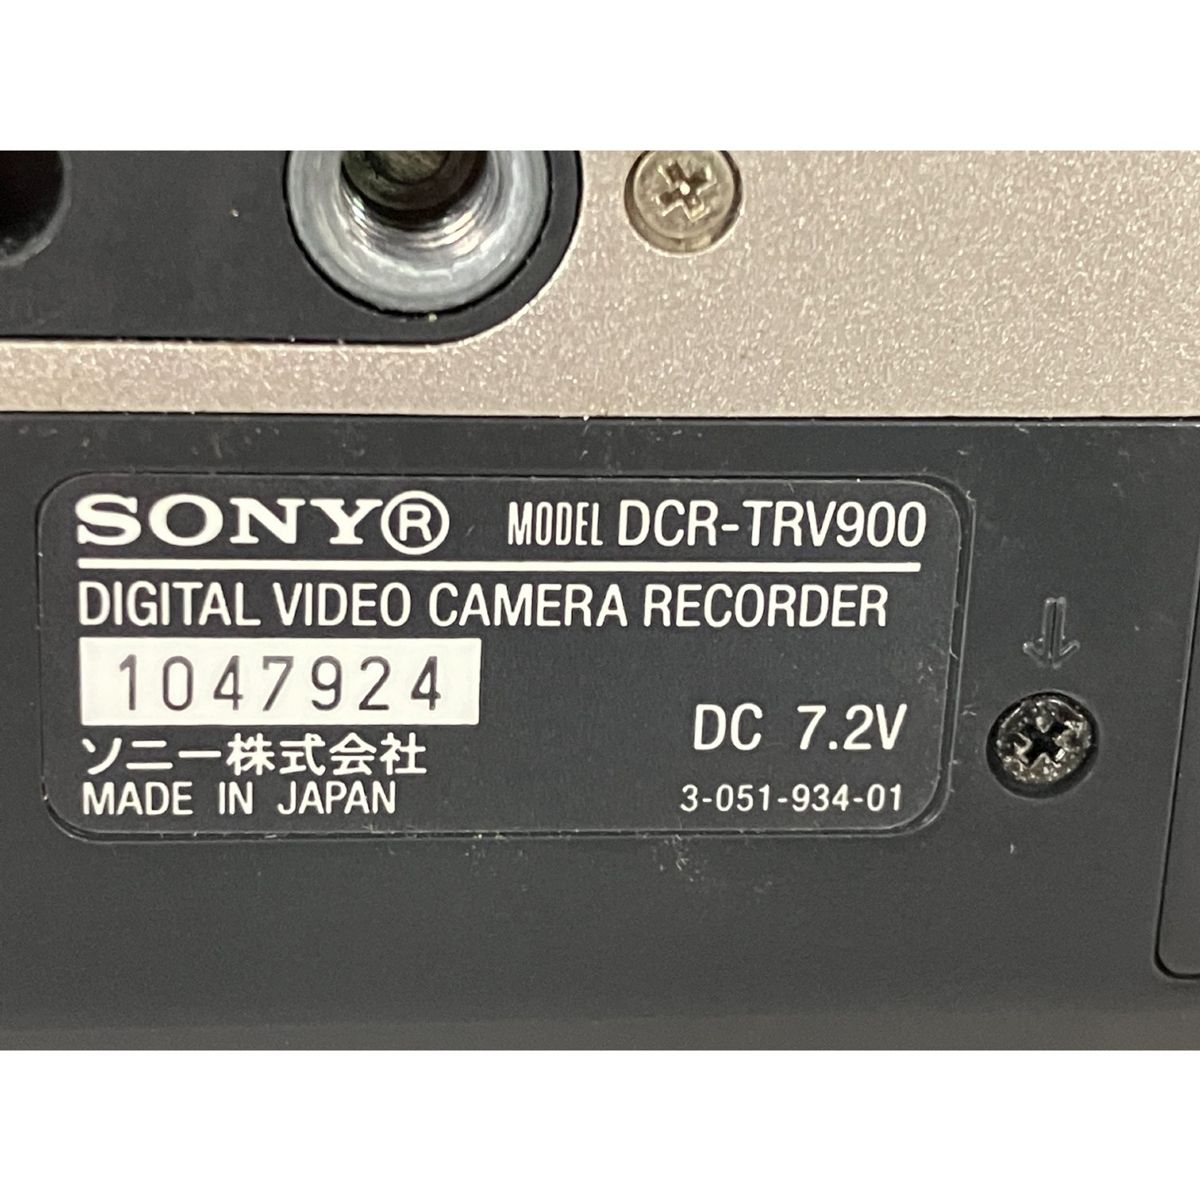 SONY® MODEL DCR-TRV900
DIGITAL VIDEO CAMERA RECORDER
1047924
ソニー株式会社 DC 7.2V
MADE IN JAPAN 3-051-934-01